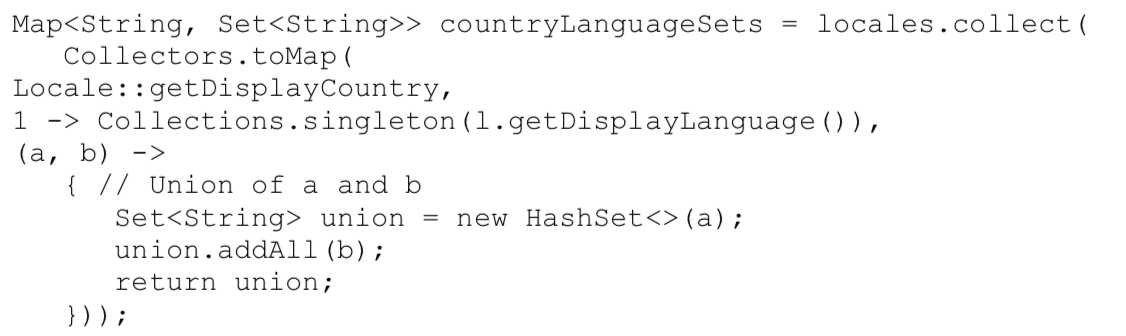 Map<String, Set<String>> countryLanguageSets = locales.collect(
Collectors.toMap(
Locale::getDisplayCountry,
l -> Collections.singleton(l.getDisplayLanguage()),
(a, b) ->
{ // Union of a and b
Set<String> union = new HashSet<>(a);
union.addAll(b);
return union;
}));